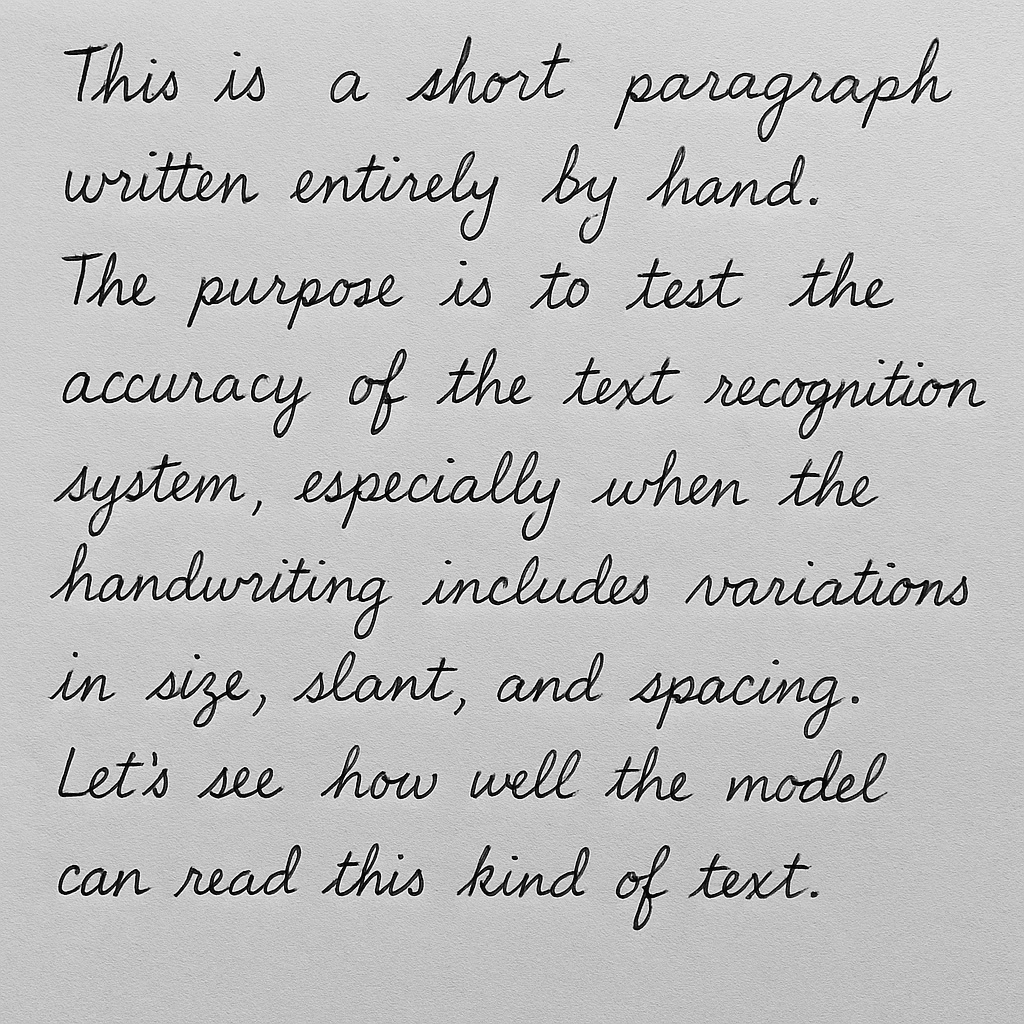 This is a short paragraph
written entirely by hand.
The purpose is to test the
accuracy of the text recognition
system, especially when the
handwriting includes variations
in size, slant, and spacing.
Let's see how well the model
can read this kind of text.